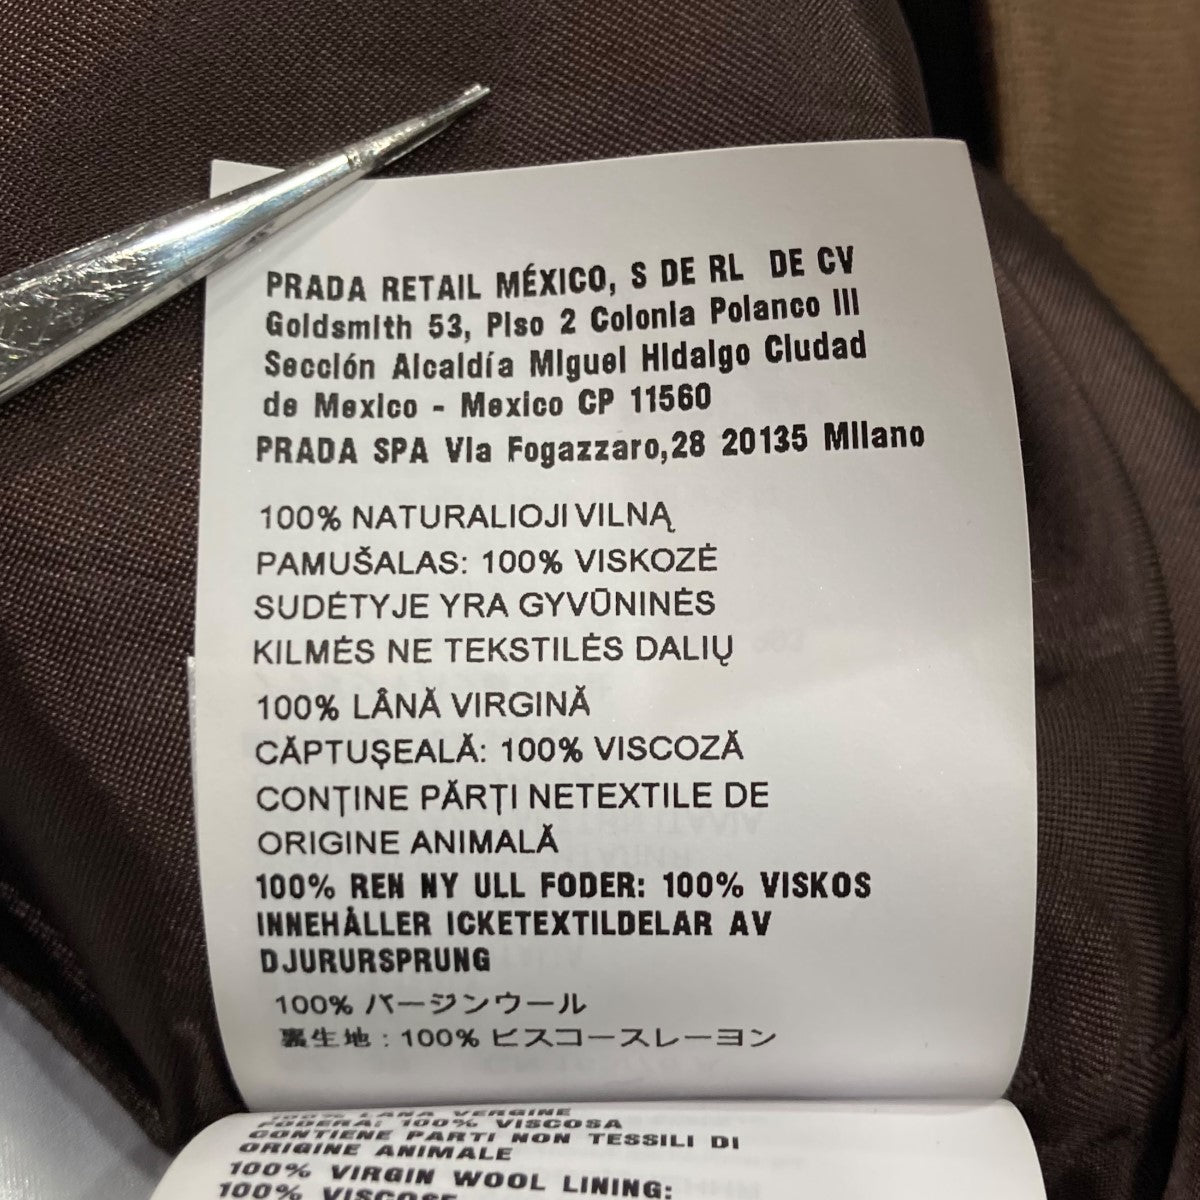 PRADA RETAIL MÉXICO, S DE RL DE CV
Goldsmith 53, Piso 2 Colonia Polanco III
Sección Alcaldía Miguel Hidalgo Ciudad
de Mexico - Mexico CP 11560
PRADA SPA Via Fogazzaro,28 20135 Milano
100% NATURALIOJI VILNĄ
PAMUŠALAS: 100% VISKOZĖ
SUDĖTYJE YRA GYVŪNINĖS
KILMĖS NE TEKSTILĖS DALIŲ
100% LÂNĂ VIRGINĂ
CĂPTUŞEALĂ: 100% VISCOZĂ
CONȚINE PĂRȚI NETEXTILE DE
ORIGINE ANIMALĂ
100% REN NY ULL FODER: 100% VISKOS
INNEHÅLLER ICKETEXTILDELAR AV
DJURURSPRUNG
100% バージンウール
裏生地 : 100% ビスコースレーヨン
100% LANA VERGINE
FODERA: 100% VISCOSA
CONTIENE PARTI NON TESSILI DI
ORIGINE ANIMALE
100% VIRGIN WOOL LINING:
100% VISCOSE